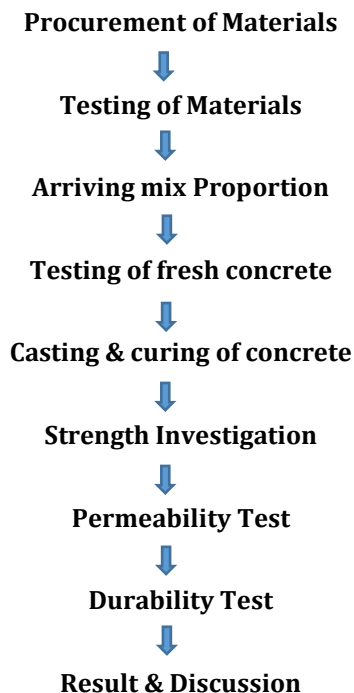 Procurement of Materials
Testing of Materials
Arriving mix Proportion
Testing of fresh concrete
Casting & curing of concrete
Strength Investigation
Permeability Test
Durability Test
Result & Discussion